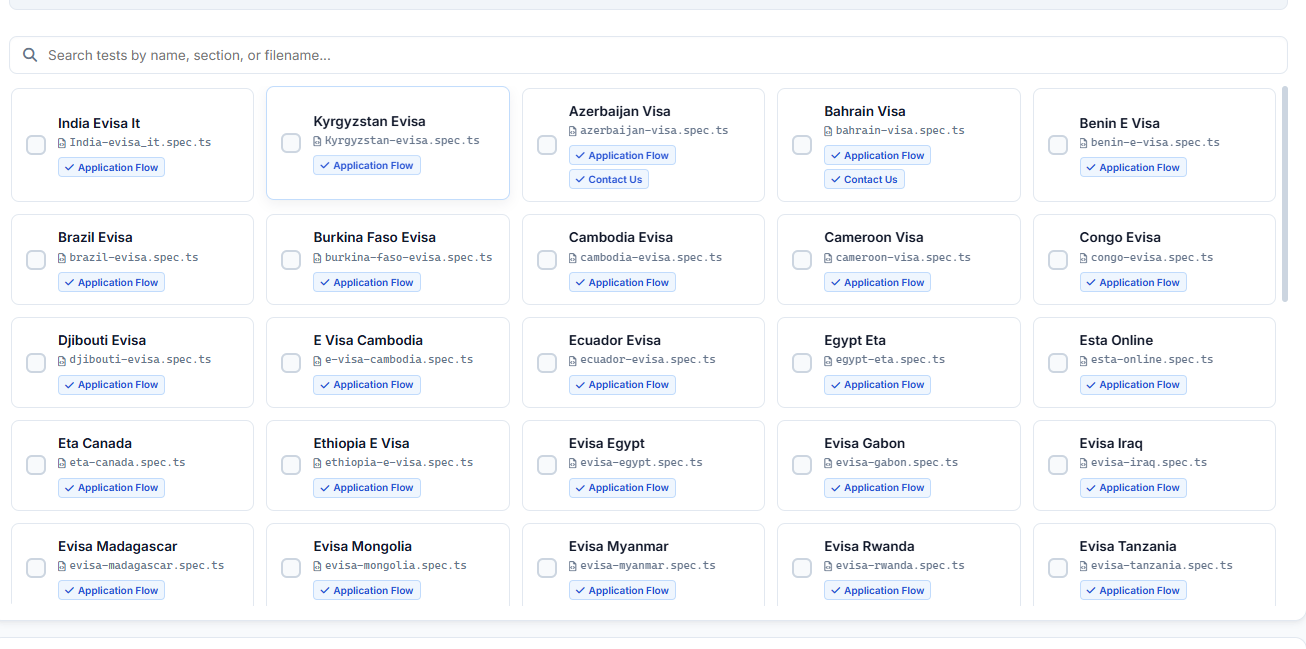 Search tests by name, section, or filename...
India Evisa It
India-evisa_it.spec.ts
Application Flow
Kyrgyzstan Evisa
Kyrgyzstan-evisa.spec.ts
Application Flow
Azerbaijan Visa
azerbaijan-visa.spec.ts
Application Flow
Contact Us
Bahrain Visa
bahrain-visa.spec.ts
Application Flow
Contact Us
Benin E Visa
benin-e-visa.spec.ts
Application Flow
Brazil Evisa
brazil-evisa.spec.ts
Application Flow
Burkina Faso Evisa
burkina-faso-evisa.spec.ts
Application Flow
Cambodia Evisa
cambodia-evisa.spec.ts
Application Flow
Cameroon Visa
cameroon-visa.spec.ts
Application Flow
Congo Evisa
congo-evisa.spec.ts
Application Flow
Djibouti Evisa
djibouti-evisa.spec.ts
Application Flow
E Visa Cambodia
e-visa-cambodia.spec.ts
Application Flow
Ecuador Evisa
ecuador-evisa.spec.ts
Application Flow
Egypt Eta
egypt-eta.spec.ts
Application Flow
Esta Online
esta-online.spec.ts
Application Flow
Eta Canada
eta-canada.spec.ts
Application Flow
Ethiopia E Visa
ethiopia-e-visa.spec.ts
Application Flow
Evisa Egypt
evisa-egypt.spec.ts
Application Flow
Evisa Gabon
evisa-gabon.spec.ts
Application Flow
Evisa Iraq
evisa-iraq.spec.ts
Application Flow
Evisa Madagascar
evisa-madagascar.spec.ts
Application Flow
Evisa Mongolia
evisa-mongolia.spec.ts
Application Flow
Evisa Myanmar
evisa-myanmar.spec.ts
Application Flow
Evisa Rwanda
evisa-rwanda.spec.ts
Application Flow
Evisa Tanzania
evisa-tanzania.spec.ts
Application Flow